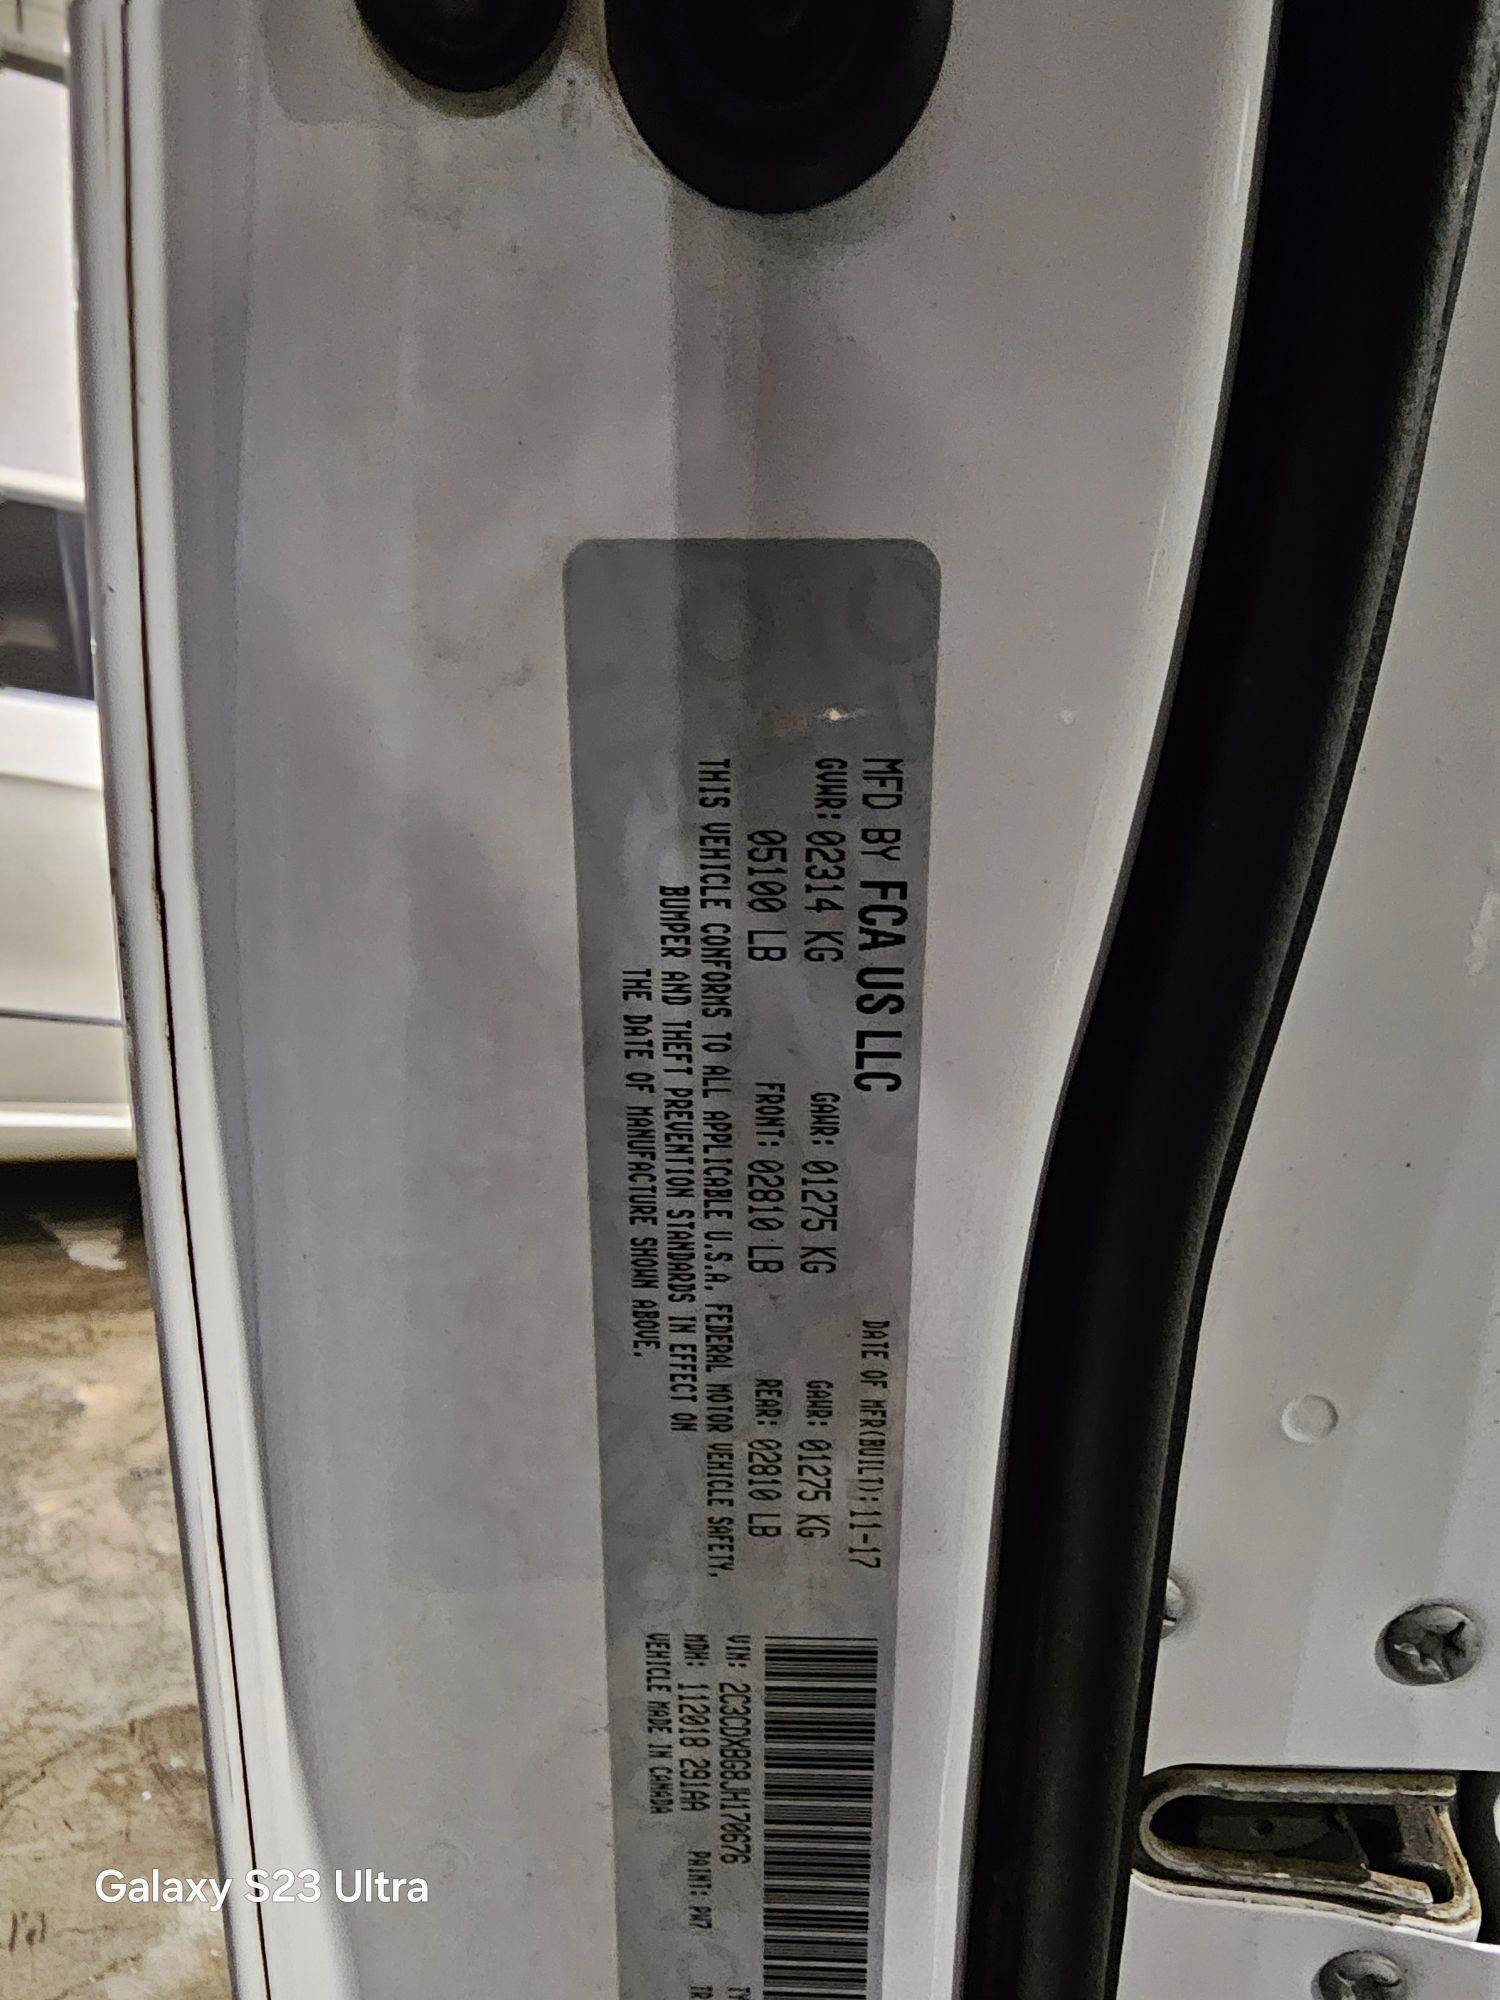 MFD BY FCA US LLC DATE OF MFR(BUILT): 11-17
GVWR: 02314 KG GAWR: 01275 KG GAWR: 01275 KG
05100 LB FRONT: 02810 LB REAR: 02810 LB
THIS VEHICLE CONFORMS TO ALL APPLICABLE U.S.A. FEDERAL MOTOR VEHICLE SAFETY,
BUMPER AND THEFT PREVENTION STANDARDS IN EFFECT ON
THE DATE OF MANUFACTURE SHOWN ABOVE.
VIN: 2C3CDXBG8JH170676 TY
MDH: 112018 291AA PAINT: PW7 TR
VEHICLE MADE IN CANADA
Galaxy S23 Ultra